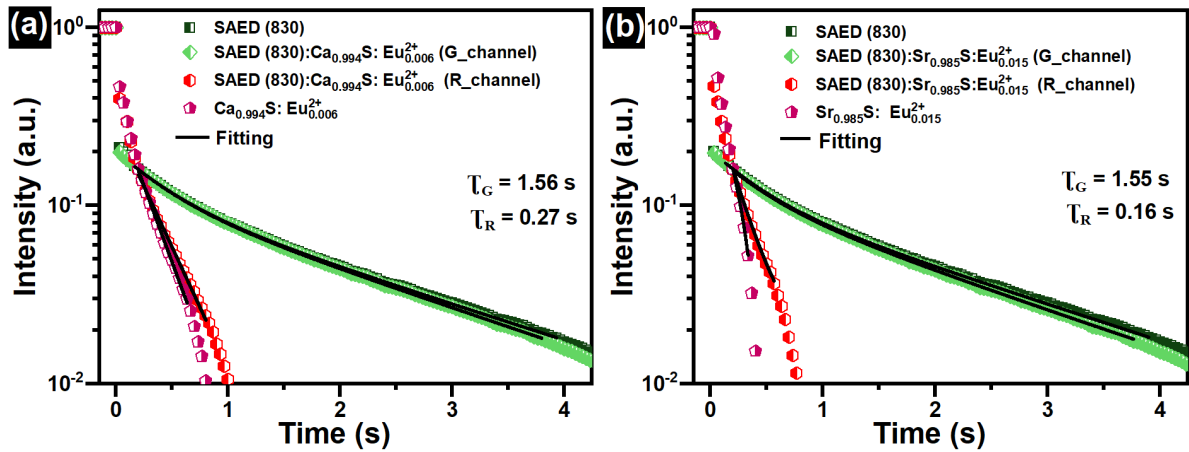 (a)
SAED (830)
SAED (830):Ca₀.₉₉₄S: Eu²⁺₀.₀₀₆ (G_channel)
SAED (830):Ca₀.₉₉₄S: Eu²⁺₀.₀₀₆ (R_channel)
Ca₀.₉₉₄S: Eu²⁺₀.₀₀₆
Fitting
τG = 1.56 s
τR = 0.27 s
Intensity (a.u.)
10⁰
10⁻¹
10⁻²
0 1 2 3 4
Time (s)
(b)
SAED (830)
SAED (830):Sr₀.₉₈₅S:Eu²⁺₀.₀₁₅ (G_channel)
SAED (830):Sr₀.₉₈₅S:Eu²⁺₀.₀₁₅ (R_channel)
Sr₀.₉₈₅S: Eu²⁺₀.₀₁₅
Fitting
τG = 1.55 s
τR = 0.16 s
Intensity (a.u.)
10⁰
10⁻¹
10⁻²
0 1 2 3 4
Time (s)